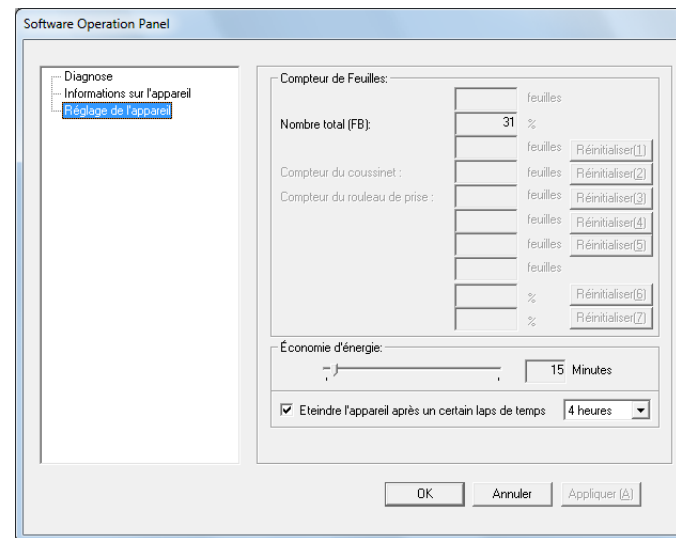 Software Operation Panel
Diagnose
Informations sur l'appareil
Réglage de l'appareil
Compteur de Feuilles:
feuilles
Nombre total (FB): 31 %
feuilles Réinitialiser(1)
Compteur du coussinet : feuilles Réinitialiser(2)
Compteur du rouleau de prise : feuilles Réinitialiser(3)
feuilles Réinitialiser(4)
feuilles Réinitialiser(5)
feuilles
% Réinitialiser(6)
% Réinitialiser(7)
Économie d'énergie:
15 Minutes
Eteindre l'appareil après un certain laps de temps 4 heures
OK Annuler Appliquer (A)